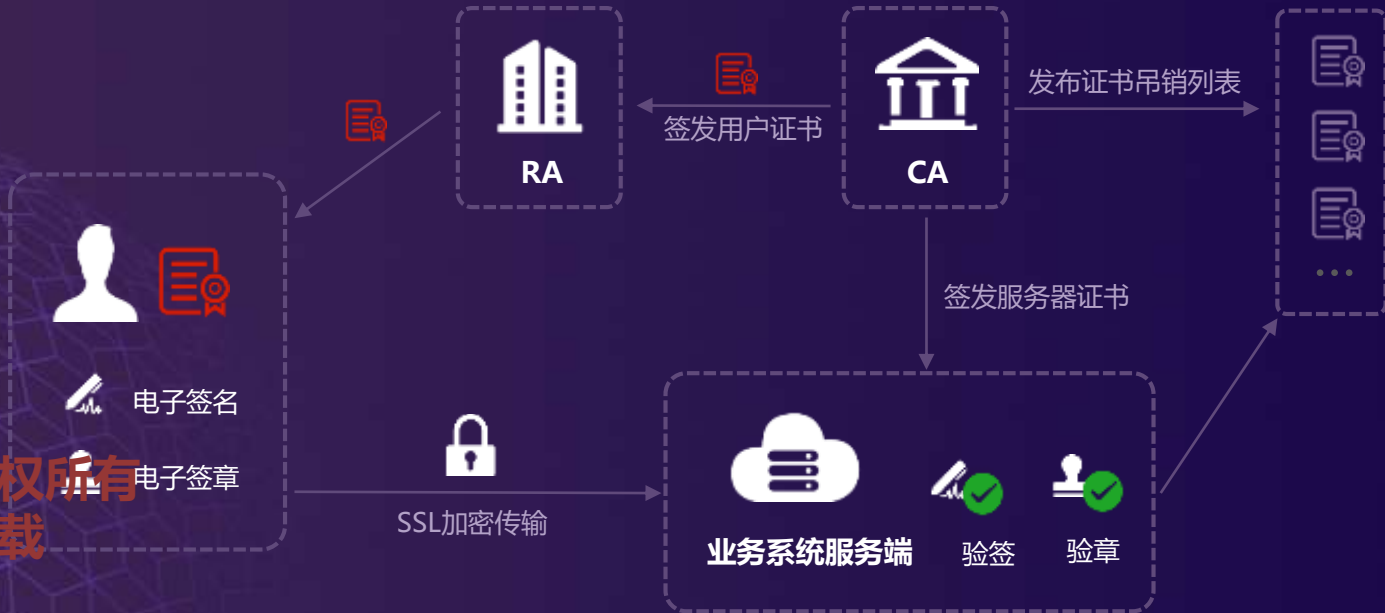 发布证书吊销列表
签发用户证书
RA
CA
签发服务器证书
电子签名
权所有
电子签章
载
SSL加密传输
业务系统服务端
验签
验章